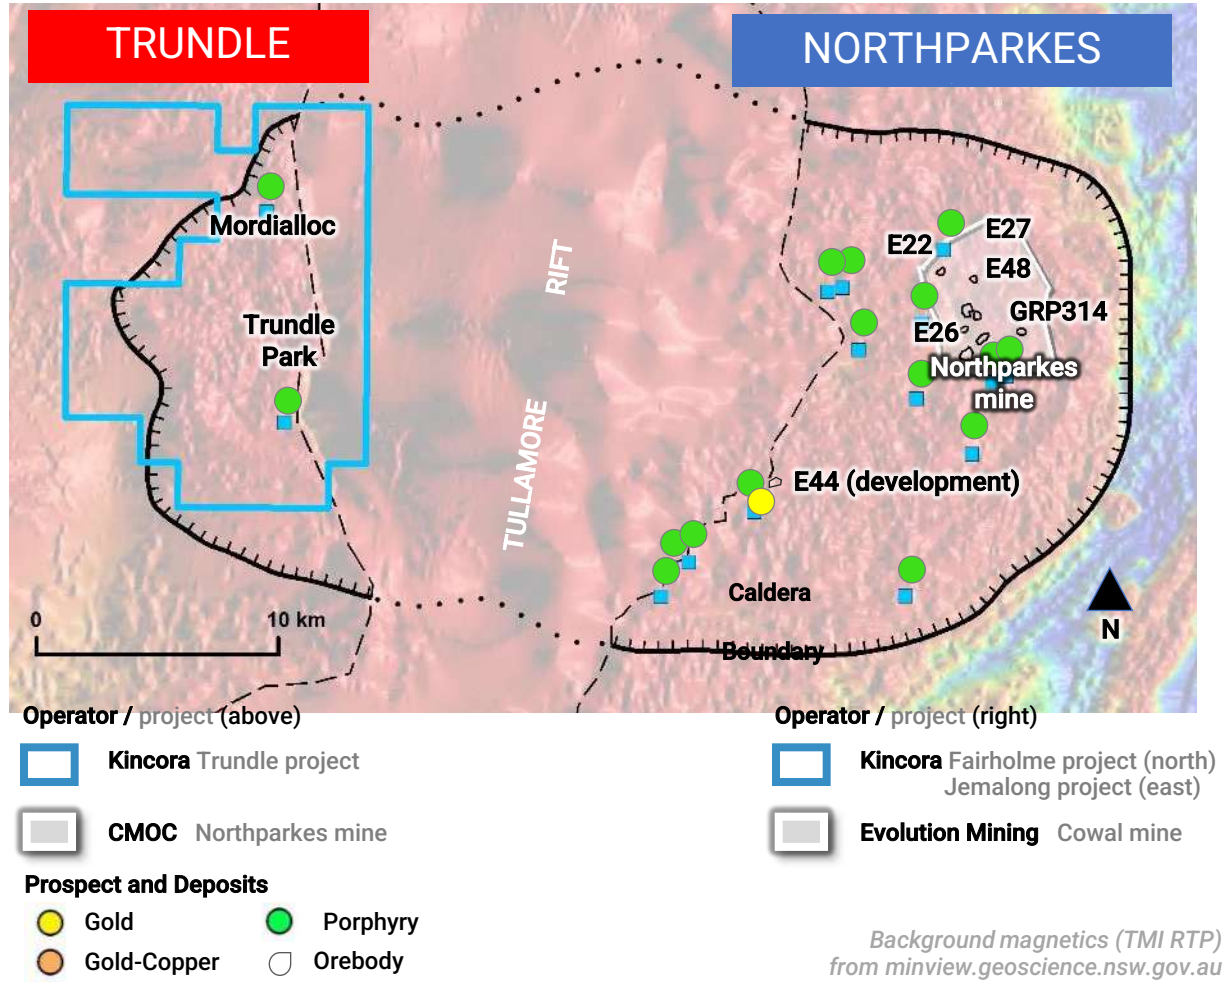 TRUNDLE
NORTHPARKES
Mordialloc
Trundle
Park
RIFT
TULLAMORE
E22
E27
E48
GRP314
E26
Northparkes
mine
E44 (development)
Caldera
Boundary
0
10 km
N
Operator / project (above)
Kincora Trundle project
CMOC Northparkes mine
Prospect and Deposits
Gold
Porphyry
Gold-Copper
Orebody
Operator / project (right)
Kincora Fairholme project (north)
Jemalong project (east)
Evolution Mining Cowal mine
Background magnetics (TMI RTP)
from minview.geoscience.nsw.gov.au